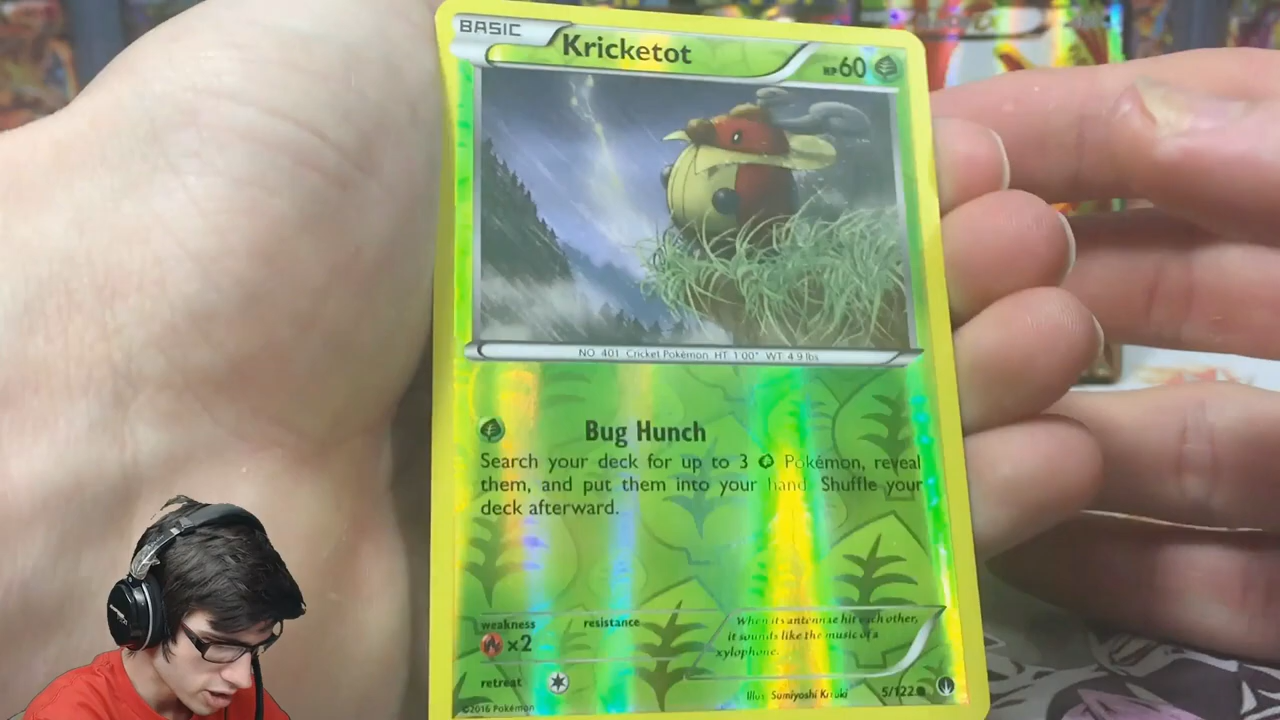 BASIC
Kricketot
HP 60
NO. 401 Cricket Pokémon HT 1'00" WT 4.9 lbs
Bug Hunch
Search your deck for up to 3 Pokémon, reveal
them, and put them into your hand. Shuffle your
deck afterward.
weakness
resistance
×2
When its antennae hit each other,
it sounds like the music of a
xylophone.
retreat
Illus. Sumiyoshi Kizuki
5/122
©2016 Pokémon